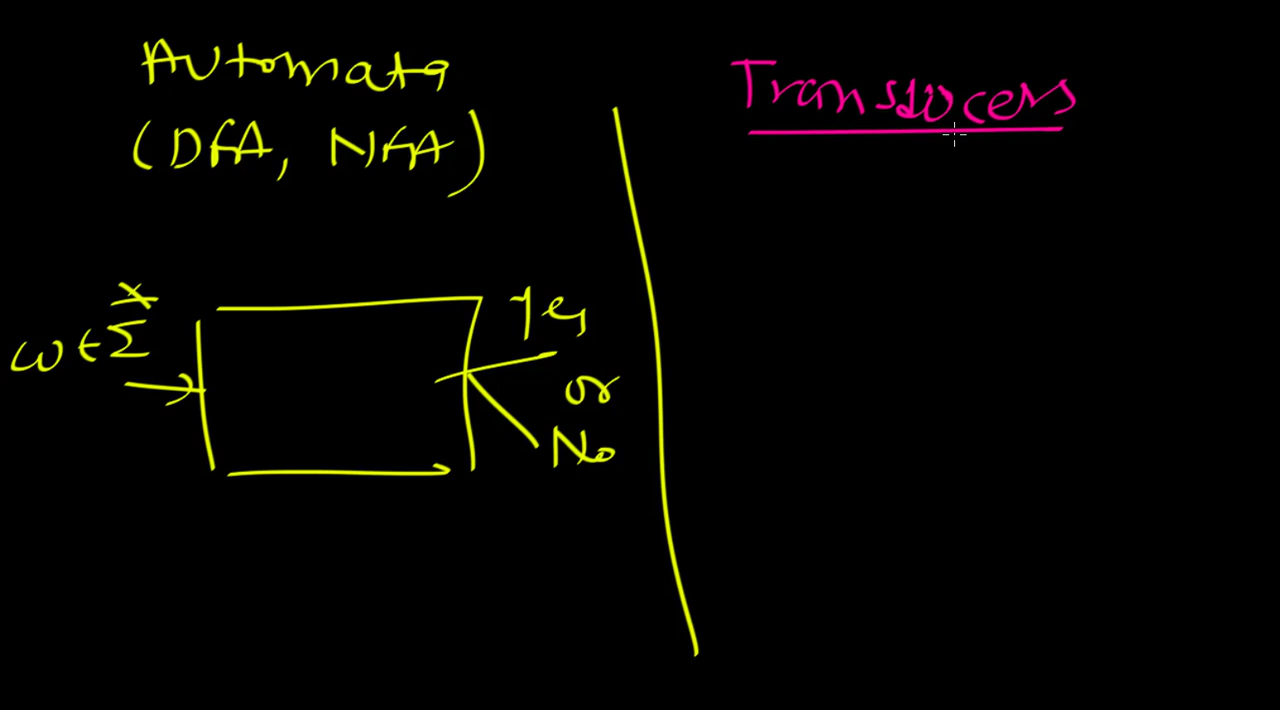 Automata
(DFA, NFA)
Transducers
ω ∈ Σ*
Yes
or
No